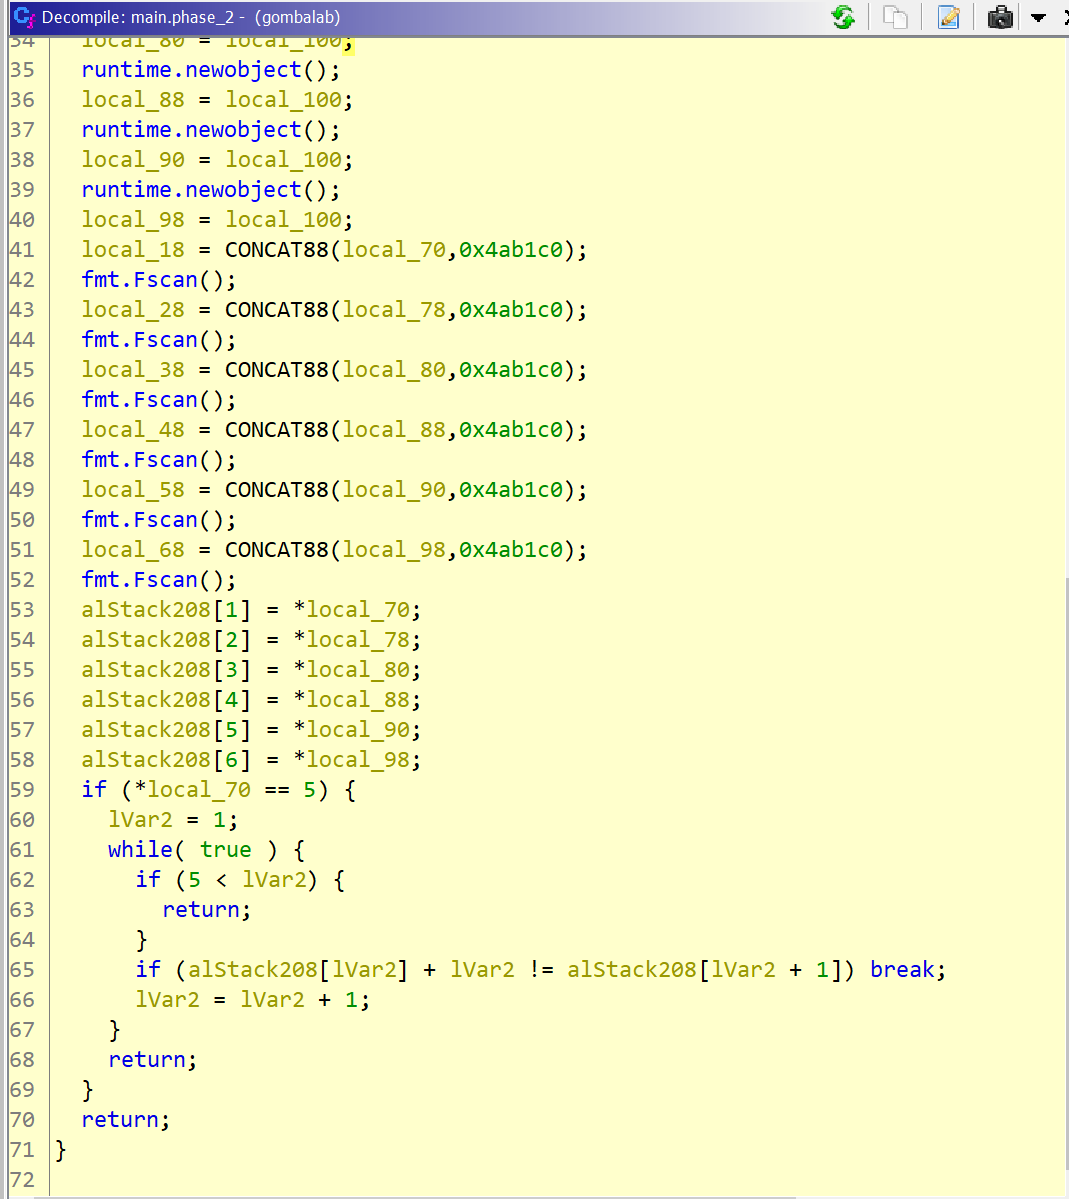 Decompile: main.phase_2 - (gombalab)
34 local_80 = local_100;
35 runtime.newobject();
36 local_88 = local_100;
37 runtime.newobject();
38 local_90 = local_100;
39 runtime.newobject();
40 local_98 = local_100;
41 local_18 = CONCAT88(local_70,0x4ab1c0);
42 fmt.Fscan();
43 local_28 = CONCAT88(local_78,0x4ab1c0);
44 fmt.Fscan();
45 local_38 = CONCAT88(local_80,0x4ab1c0);
46 fmt.Fscan();
47 local_48 = CONCAT88(local_88,0x4ab1c0);
48 fmt.Fscan();
49 local_58 = CONCAT88(local_90,0x4ab1c0);
50 fmt.Fscan();
51 local_68 = CONCAT88(local_98,0x4ab1c0);
52 fmt.Fscan();
53 alStack208[1] = *local_70;
54 alStack208[2] = *local_78;
55 alStack208[3] = *local_80;
56 alStack208[4] = *local_88;
57 alStack208[5] = *local_90;
58 alStack208[6] = *local_98;
59 if (*local_70 == 5) {
60 lVar2 = 1;
61 while( true ) {
62 if (5 < lVar2) {
63 return;
64 }
65 if (alStack208[lVar2] + lVar2 != alStack208[lVar2 + 1]) break;
66 lVar2 = lVar2 + 1;
67 }
68 return;
69 }
70 return;
71 }
72